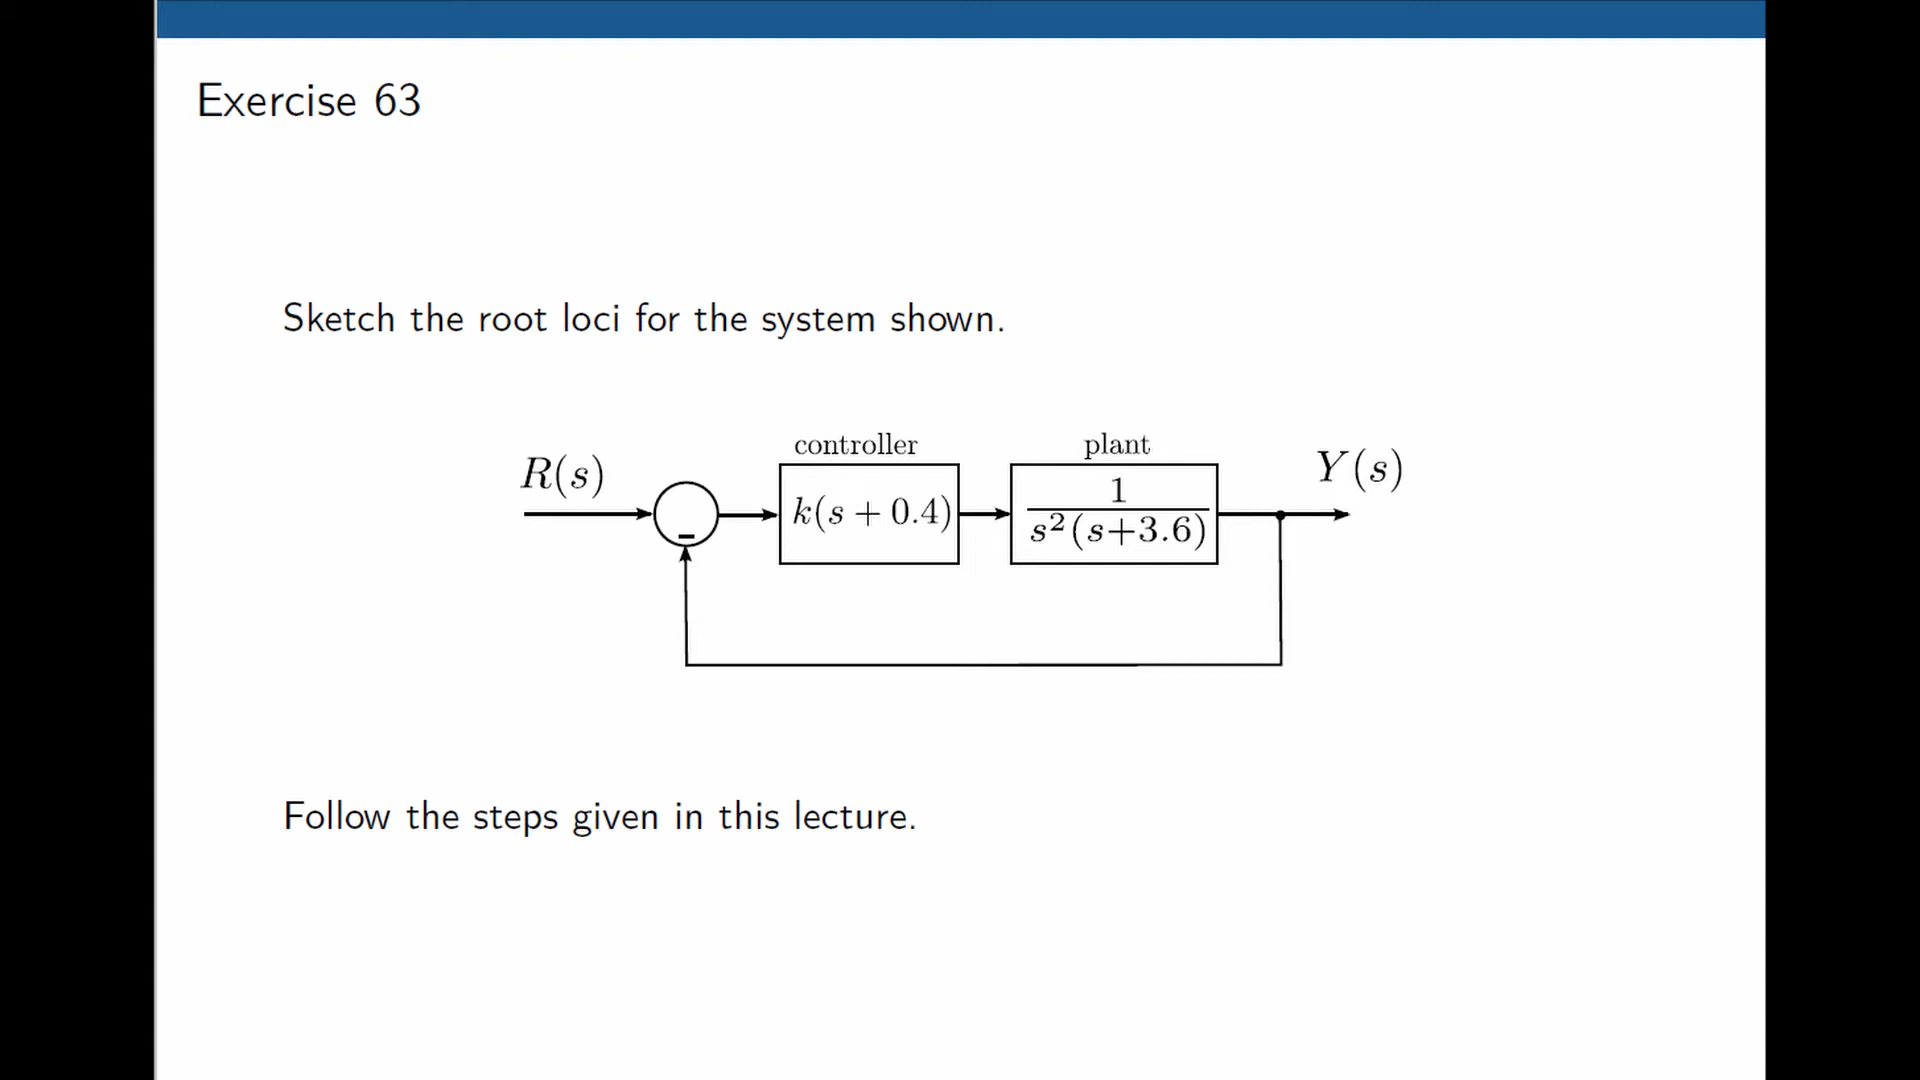 Exercise 63
Sketch the root loci for the system shown.
controller
plant
R(s)
k(s + 0.4)
1
s²(s+3.6)
Y(s)
-
Follow the steps given in this lecture.